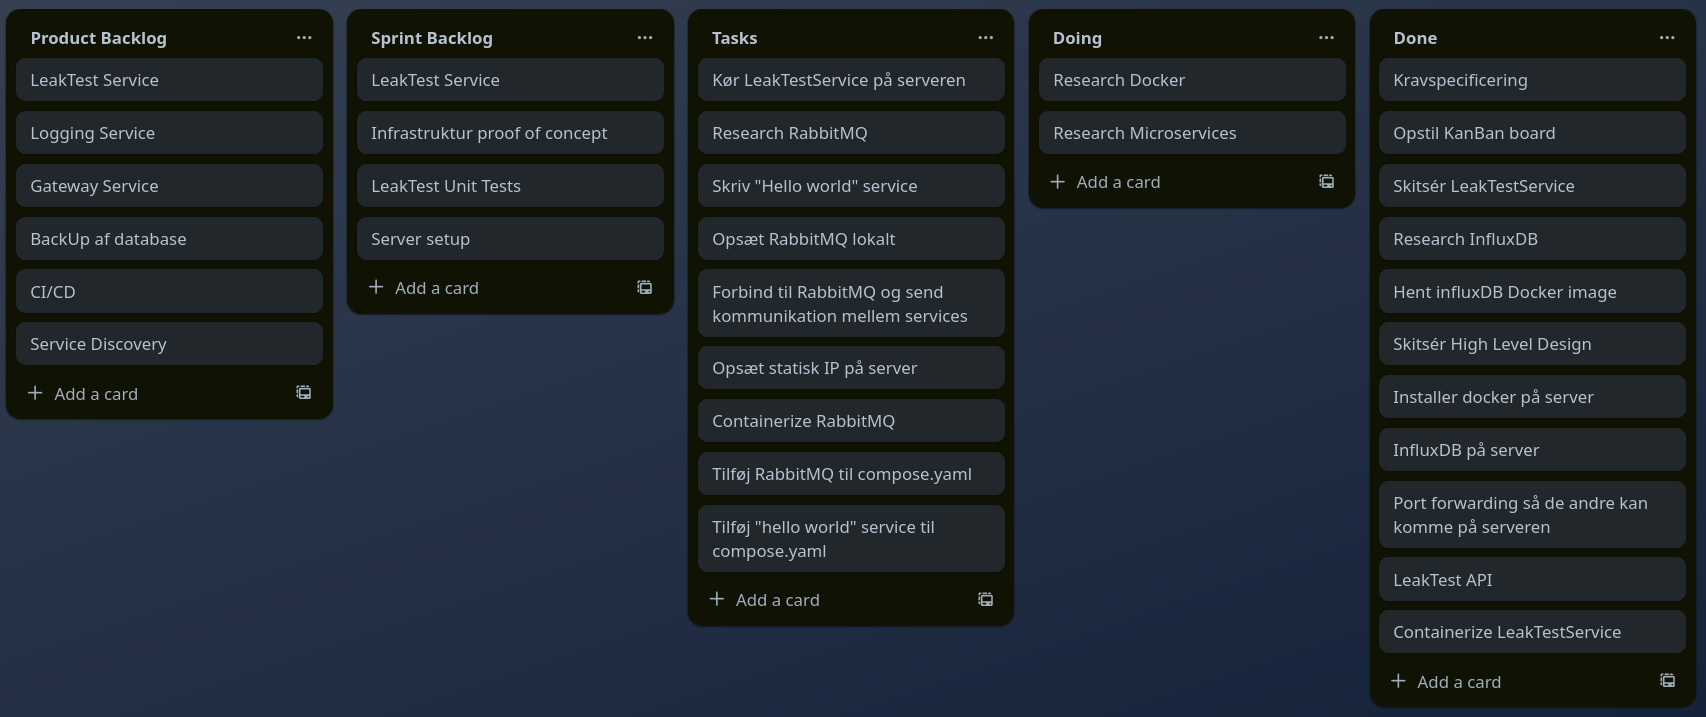 Product Backlog
LeakTest Service
Logging Service
Gateway Service
BackUp af database
CI/CD
Service Discovery
Add a card
Sprint Backlog
LeakTest Service
Infrastruktur proof of concept
LeakTest Unit Tests
Server setup
Add a card
Tasks
Kør LeakTestService på serveren
Research RabbitMQ
Skriv "Hello world" service
Opsæt RabbitMQ lokalt
Forbind til RabbitMQ og send
kommunikation mellem services
Opsæt statisk IP på server
Containerize RabbitMQ
Tilføj RabbitMQ til compose.yaml
Tilføj "hello world" service til
compose.yaml
Add a card
Doing
Research Docker
Research Microservices
Add a card
Done
Kravspecificering
Opstil KanBan board
Skitsér LeakTestService
Research InfluxDB
Hent influxDB Docker image
Skitsér High Level Design
Installer docker på server
InfluxDB på server
Port forwarding så de andre kan
komme på serveren
LeakTest API
Containerize LeakTestService
Add a card